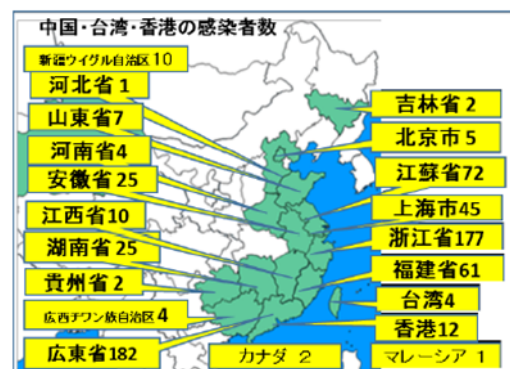 中国・台湾・香港の感染者数
新疆ウイグル自治区 10
河北省 1
山東省7
河南省4
安徽省 25
江西省10
湖南省25
貴州省 2
広西チワン族自治区 4
広東省182
吉林省 2
北京市 5
江蘇省72
上海市45
浙江省177
福建省61
台湾4
香港12
カナダ 2
マレーシア 1